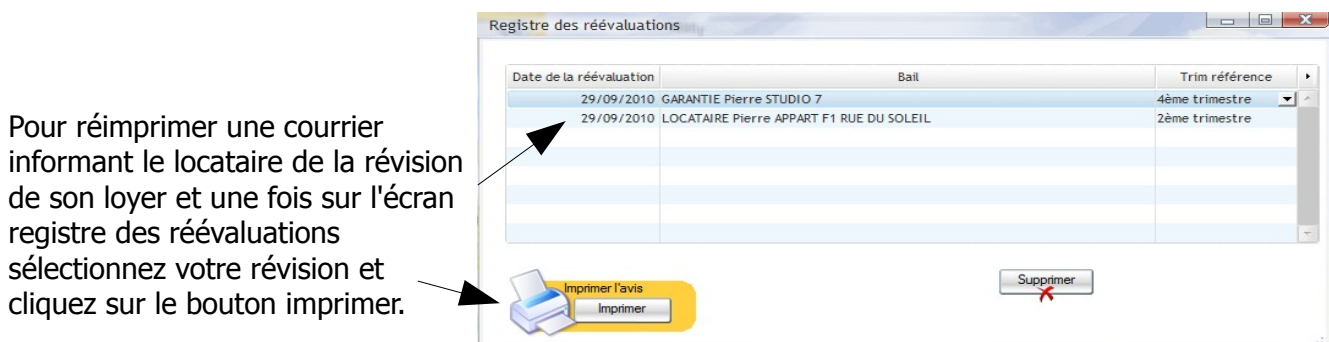 Registre des réévaluations
Date de la réévaluation Bail Trim référence
29/09/2010 GARANTIE Pierre STUDIO 7 4ème trimestre
29/09/2010 LOCATAIRE Pierre APPART F1 RUE DU SOLEIL 2ème trimestre
Pour réimprimer une courrier
informant le locataire de la révision
de son loyer et une fois sur l'écran
registre des réévaluations
sélectionnez votre révision et
cliquez sur le bouton imprimer.
Imprimer l'avis
Imprimer
Supprimer